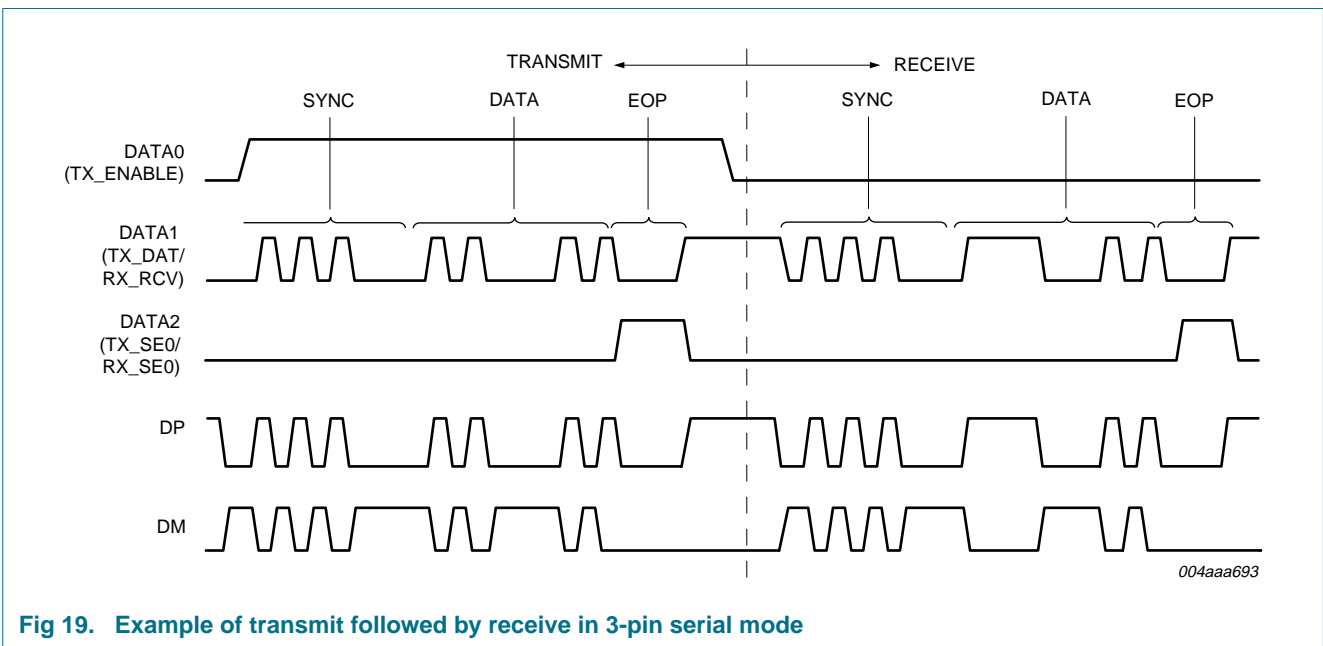 TRANSMIT
RECEIVE
SYNC
DATA
EOP
SYNC
DATA
EOP
DATA0
(TX_ENABLE)
DATA1
(TX_DAT/
RX_RCV)
DATA2
(TX_SE0/
RX_SE0)
DP
DM
004aaa693
Fig 19. Example of transmit followed by receive in 3-pin serial mode